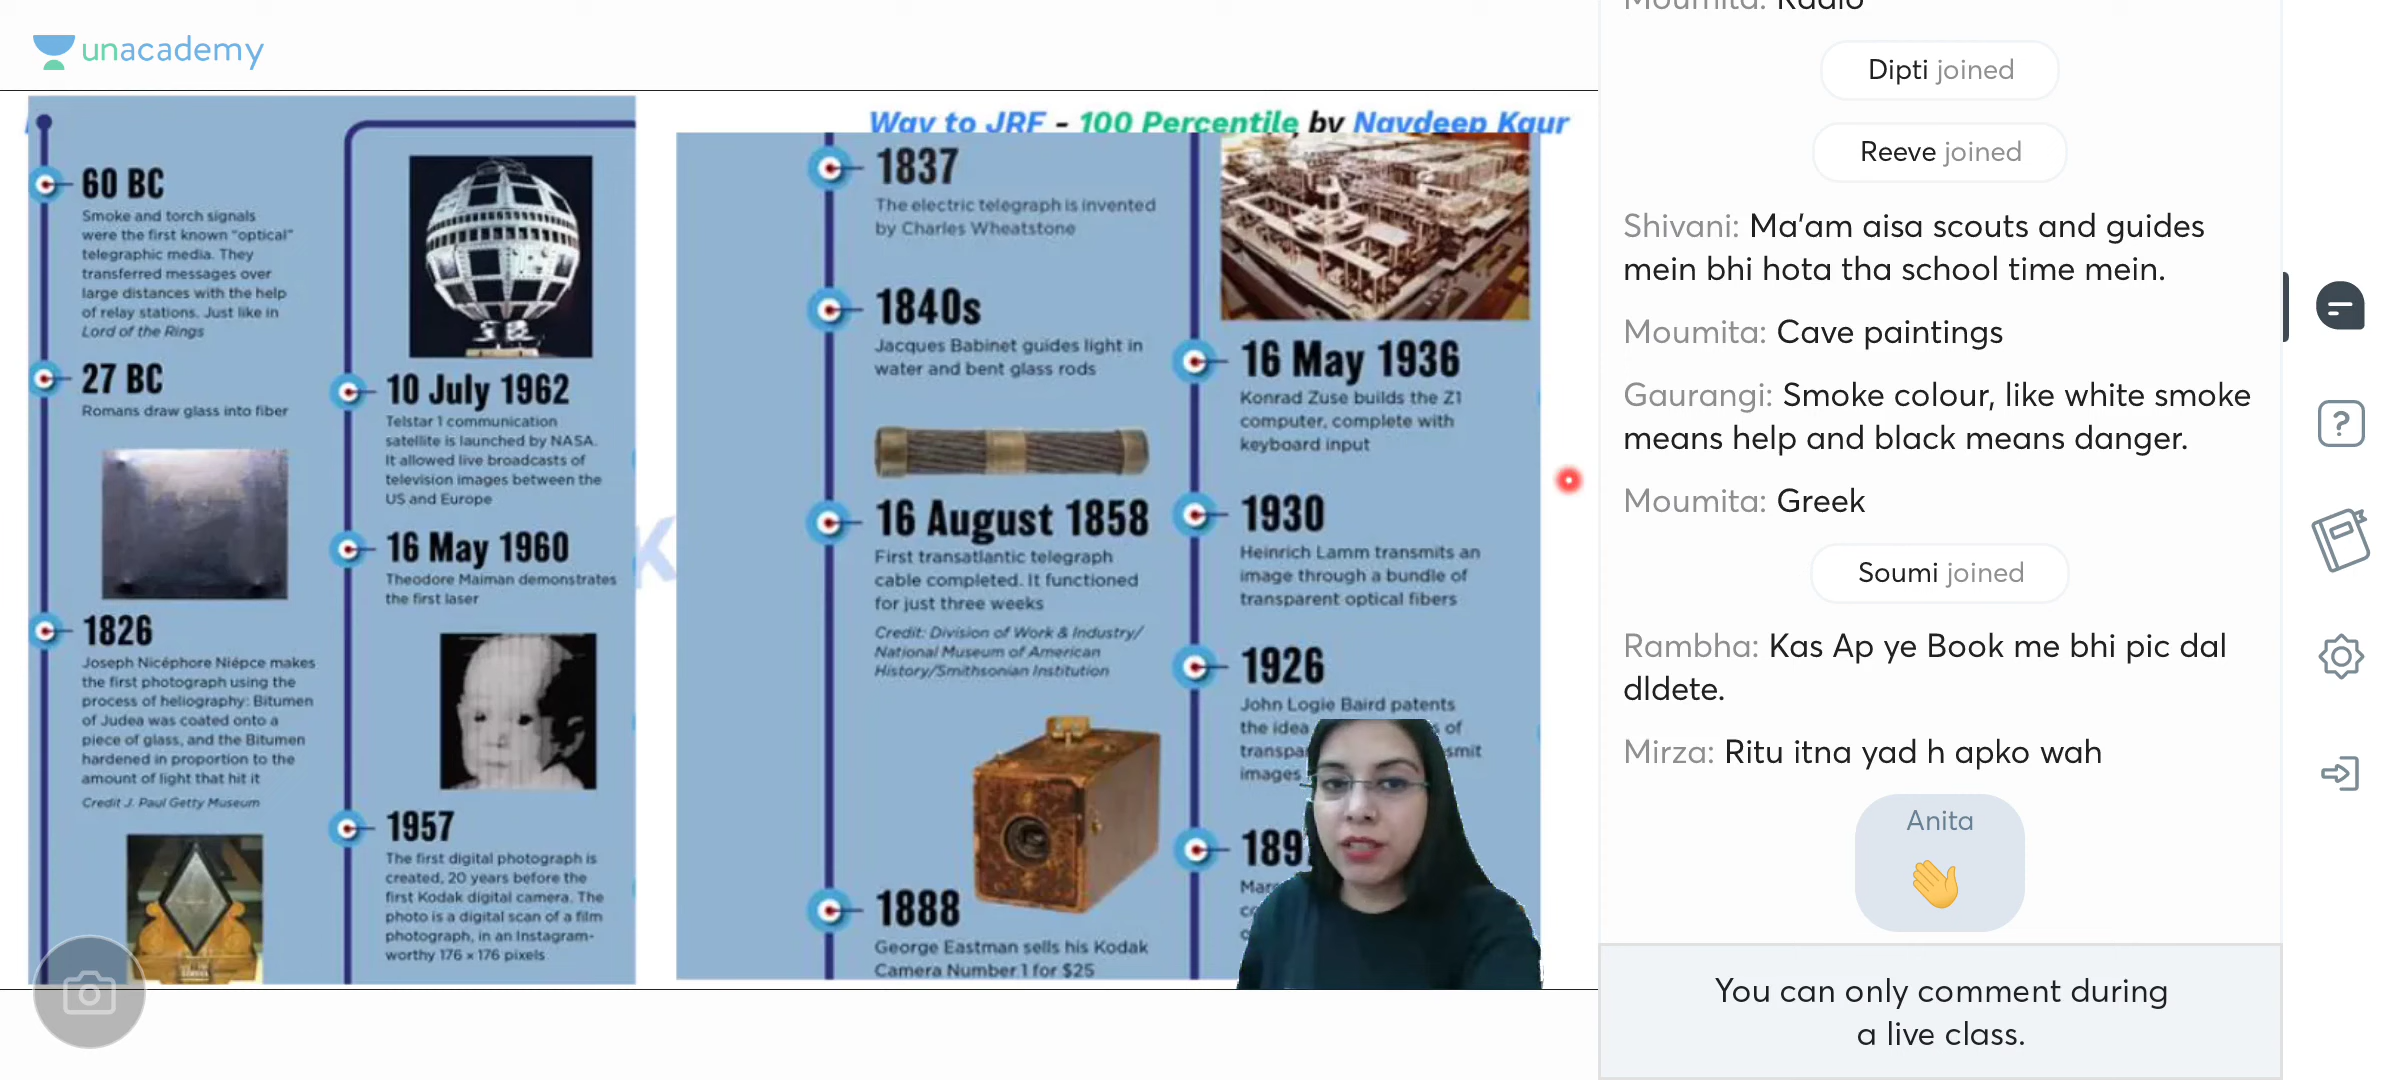 unacademy
Way to JRF - 100 Percentile by Navdeep Kaur
60 BC
Smoke and torch signals
were the first known "optical"
telegraphic media. They
transferred messages over
large distances with the help
of relay stations. Just like in
Lord of the Rings
27 BC
Romans draw glass into fiber
1826
Joseph Nicéphore Niépce makes
the first photograph using the
process of heliography: Bitumen
of Judea was coated onto a
piece of glass, and the Bitumen
hardened in proportion to the
amount of light that hit it
Credit J. Paul Getty Museum
10 July 1962
Telstar 1 communication
satellite is launched by NASA.
It allowed live broadcasts of
television images between the
US and Europe
16 May 1960
Theodore Maiman demonstrates
the first laser
1957
The first digital photograph is
created, 20 years before the
first Kodak digital camera. The
photo is a digital scan of a film
photograph, in an Instagram-
worthy 176 × 176 pixels
K
1837
The electric telegraph is invented
by Charles Wheatstone
1840s
Jacques Babinet guides light in
water and bent glass rods
16 August 1858
First transatlantic telegraph
cable completed. It functioned
for just three weeks
Credit: Division of Work & Industry/
National Museum of American
History/Smithsonian Institution
1888
George Eastman sells his Kodak
Camera Number 1 for $25
16 May 1936
Konrad Zuse builds the Z1
computer, complete with
keyboard input
1930
Heinrich Lamm transmits an
image through a bundle of
transparent optical fibers
1926
John Logie Baird patents
the idea of
images
Moumita: Radio
Dipti joined
Reeve joined
Shivani: Ma'am aisa scouts and guides
mein bhi hota tha school time mein.
Moumita: Cave paintings
Gaurangi: Smoke colour, like white smoke
means help and black means danger.
Moumita: Greek
Soumi joined
Rambha: Kas Ap ye Book me bhi pic dal
dldete.
Mirza: Ritu itna yad h apko wah
Anita
You can only comment during
a live class.